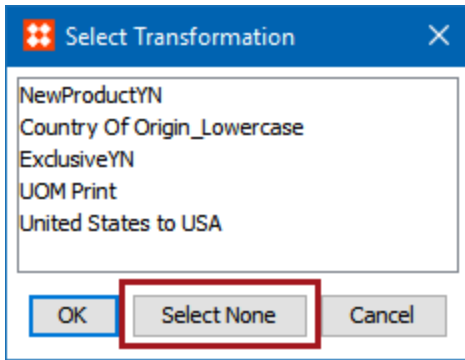 Select Transformation
NewProductYN
Country Of Origin_Lowercase
ExclusiveYN
UOM Print
United States to USA
OK Select None Cancel